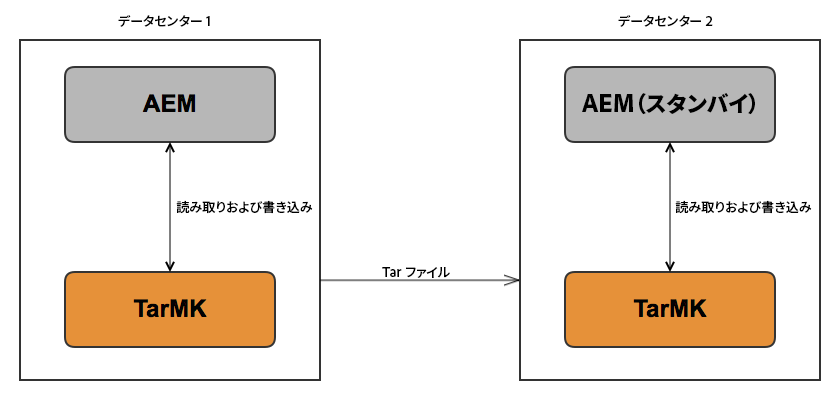 データセンター 1
データセンター 2
AEM
AEM（スタンバイ）
読み取りおよび書き込み
読み取りおよび書き込み
Tar ファイル
TarMK
TarMK